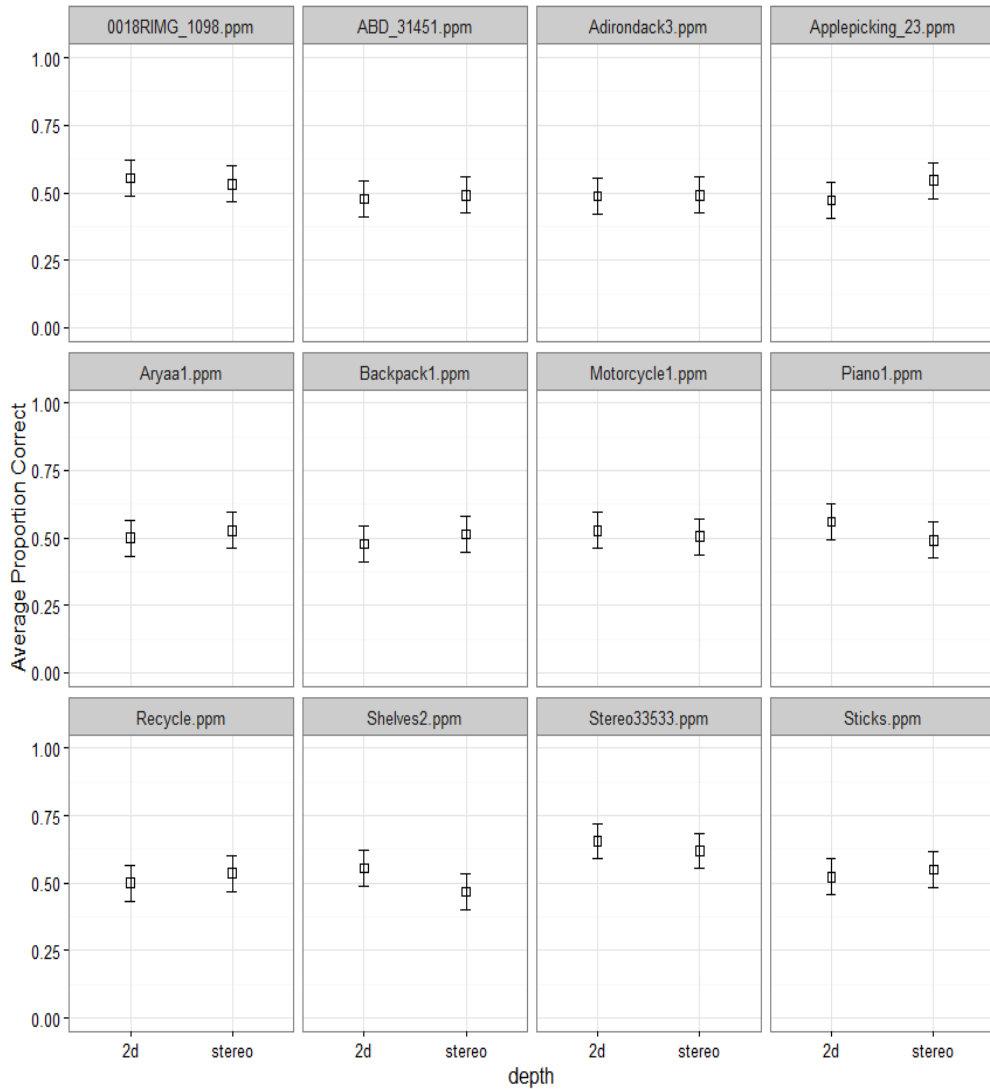 0018RIMG_1098.ppm ABD_31451.ppm Adirondack3.ppm Applepicking_23.ppm
1.00
0.75
0.50
0.25
0.00
Aryaa1.ppm Backpack1.ppm Motorcycle1.ppm Piano1.ppm
1.00
0.75
0.50
0.25
0.00
Average Proportion Correct
Recycle.ppm Shelves2.ppm Stereo33533.ppm Sticks.ppm
1.00
0.75
0.50
0.25
0.00
2d stereo 2d stereo 2d stereo 2d stereo
depth